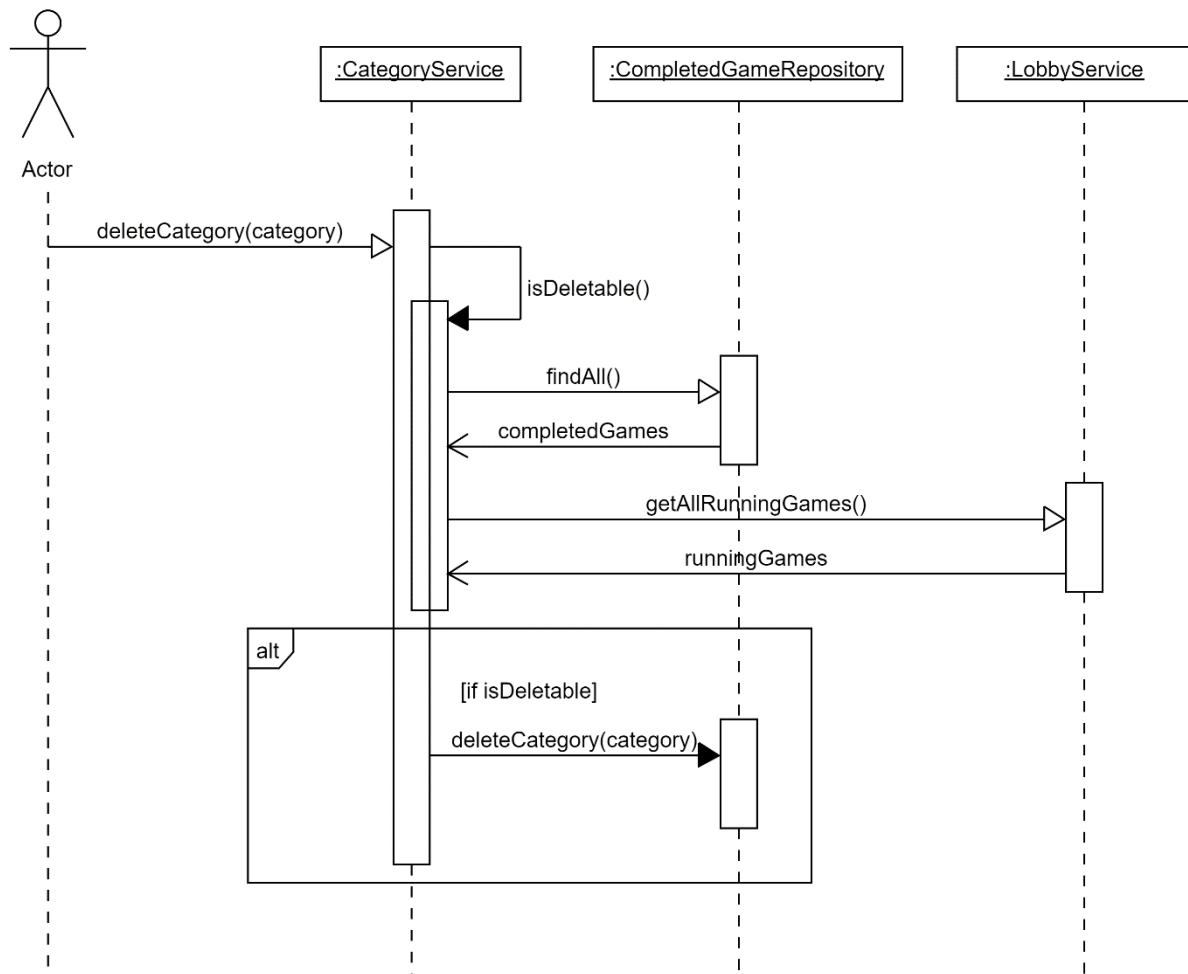 :CategoryService
:CompletedGameRepository
:LobbyService
Actor
deleteCategory(category)
isDeletable()
findAll()
completedGames
getAllRunningGames()
runningGames
alt
[if isDeletable]
deleteCategory(category)